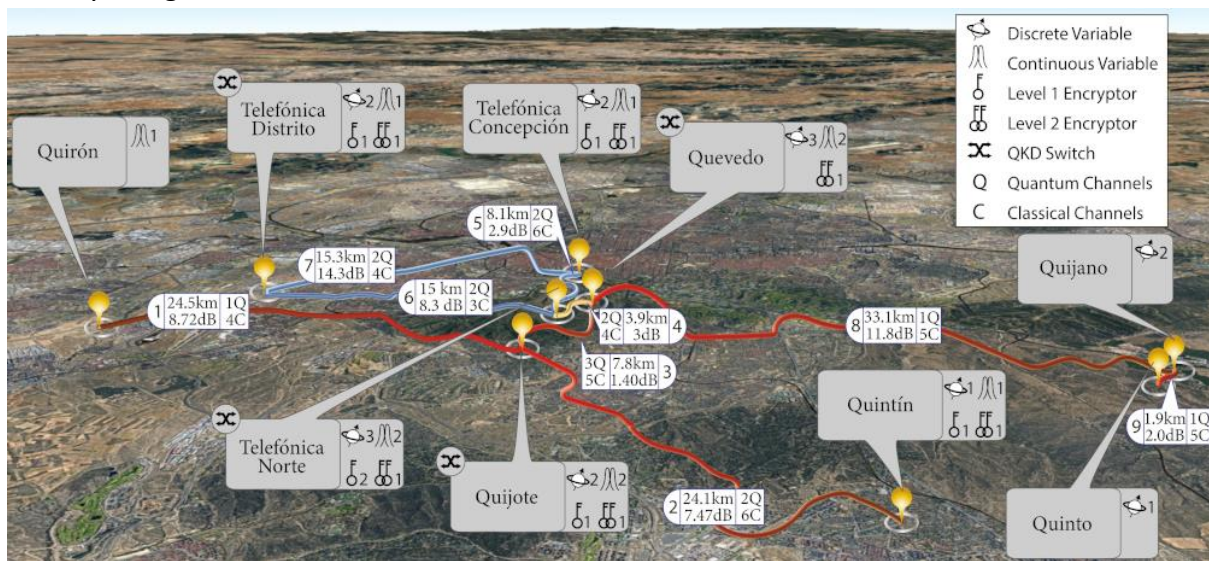 Discrete Variable
Continuous Variable
Level 1 Encryptor
Level 2 Encryptor
QKD Switch
Q Quantum Channels
C Classical Channels
Quirón
1
Telefónica
Distrito
2 1
1 1
Telefónica
Concepción
2 1
1 1
Quevedo
3 2
1
Quijano
2
5 8.1km 2Q
2.9dB 6C
7 15.3km 2Q
14.3dB 4C
6 15 km 2Q
8.3 dB 3C
1 24.5km 1Q
8.72dB 4C
2Q 3.9km 4
4C 3dB
8 33.1km 1Q
11.8dB 5C
3Q 7.8km 3
5C 1.40dB
9 1.9km 1Q
2.0dB 5C
Quintín
1 1
1 1
Telefónica
Norte
3 2
2 1
Quijote
2 2
1 1
2 24.1km 2Q
7.47dB 6C
Quinto
1